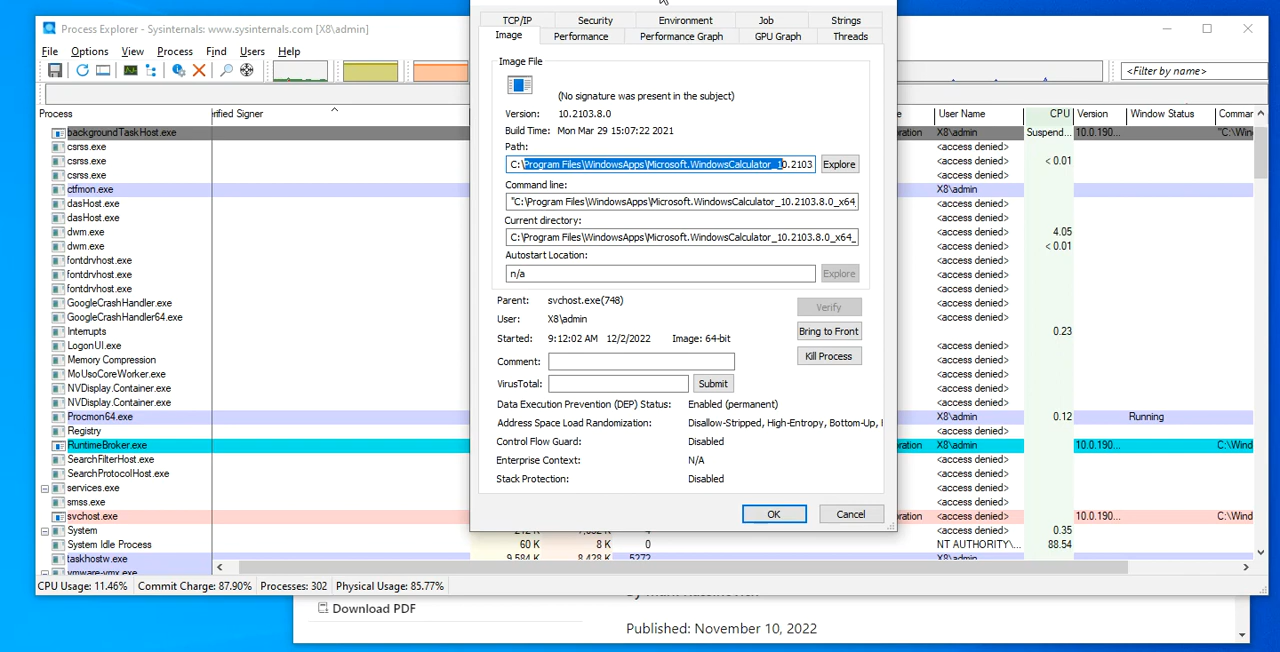 Process Explorer - Sysinternals: www.sysinternals.com [X8\admin]
File Options View Process Find Users Help
<Filter by name>
Process
rified Signer
User Name
CPU
Version
Window Status
Comma
backgroundTaskHost.exe
oration X8\admin Suspend... 10.0.190... "C:\Win
csrss.exe <access denied>
csrss.exe <access denied> < 0.01
csrss.exe <access denied>
ctfmon.exe X8\admin
dasHost.exe <access denied>
dasHost.exe <access denied>
dwm.exe <access denied> 4.05
dwm.exe <access denied> < 0.01
fontdrvhost.exe <access denied>
fontdrvhost.exe <access denied>
fontdrvhost.exe <access denied>
GoogleCrashHandler.exe <access denied>
GoogleCrashHandler64.exe <access denied>
Interrupts 0.23
LogonUI.exe <access denied>
Memory Compression <access denied>
MoUsoCoreWorker.exe <access denied>
NVDisplay.Container.exe <access denied>
NVDisplay.Container.exe <access denied>
Procmon64.exe X8\admin 0.12 Running
Registry <access denied>
RuntimeBroker.exe oration X8\admin 10.0.190... C:\Wind
SearchFilterHost.exe <access denied>
SearchProtocolHost.exe <access denied>
services.exe <access denied>
smss.exe <access denied>
svchost.exe oration <access denied> 10.0.190... C:\Wind
System <access denied> 0.35
System Idle Process 60 K 8 K 0 NT AUTHORITY\... 88.54
taskhostw.exe 9,584 K 8,428 K 5272 X8\admin
vmware-vmx.exe
CPU Usage: 11.46% Commit Charge: 87.90% Processes: 302 Physical Usage: 85.77%
TCP/IP Security Environment Job Strings
Image Performance Performance Graph GPU Graph Threads
Image File
(No signature was present in the subject)
Version: 10.2103.8.0
Build Time: Mon Mar 29 15:07:22 2021
Path:
C:\Program Files\WindowsApps\Microsoft.WindowsCalculator_10.2103 Explore
Command line:
"C:\Program Files\WindowsApps\Microsoft.WindowsCalculator_10.2103.8.0_x64_
Current directory:
C:\Program Files\WindowsApps\Microsoft.WindowsCalculator_10.2103.8.0_x64_
Autostart Location:
n/a Explore
Parent: svchost.exe(748) Verify
User: X8\admin
Bring to Front
Started: 9:12:02 AM 12/2/2022 Image: 64-bit
Comment: Kill Process
VirusTotal: Submit
Data Execution Prevention (DEP) Status: Enabled (permanent)
Address Space Load Randomization: Disallow-Stripped, High-Entropy, Bottom-Up,
Control Flow Guard: Disabled
Enterprise Context: N/A
Stack Protection: Disabled
OK Cancel
Download PDF
Published: November 10, 2022